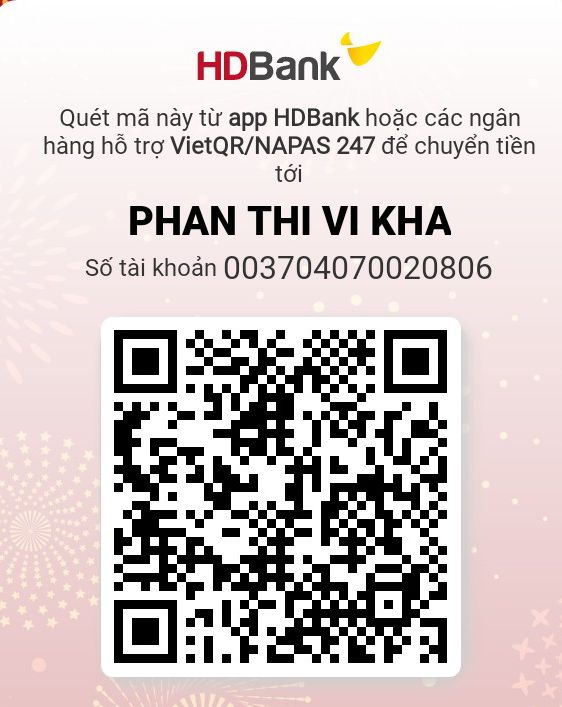 HDBank
Quét mã này từ app HDBank hoặc các ngân
hàng hỗ trợ VietQR/NAPAS 247 để chuyển tiền
tới
PHAN THI VI KHA
Số tài khoản 003704070020806